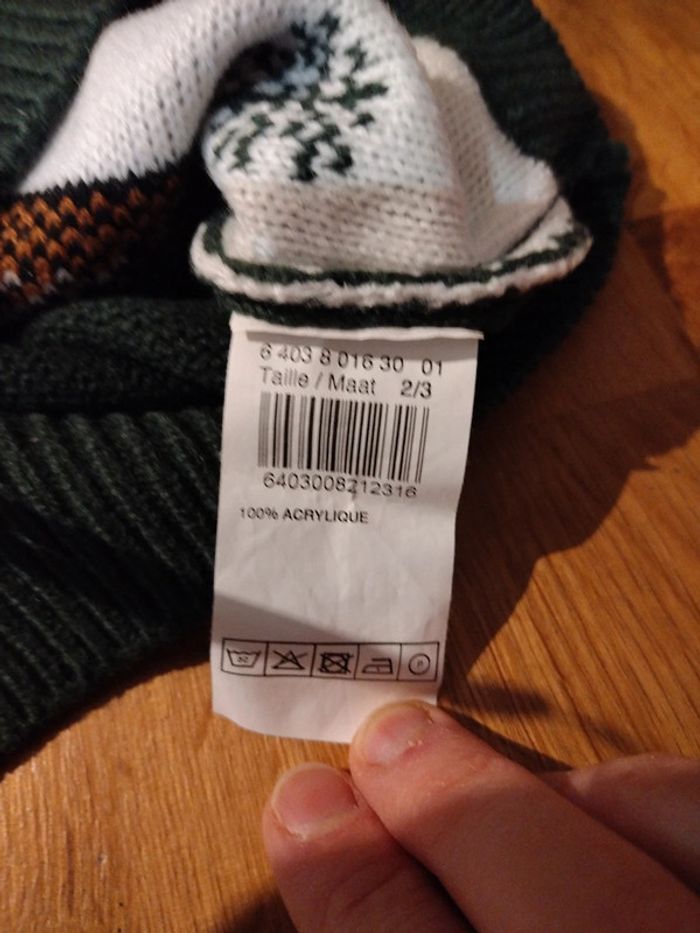 6 403 8 016 30 01
Taille / Maat 2/3
6403008212316
100% ACRYLIQUE